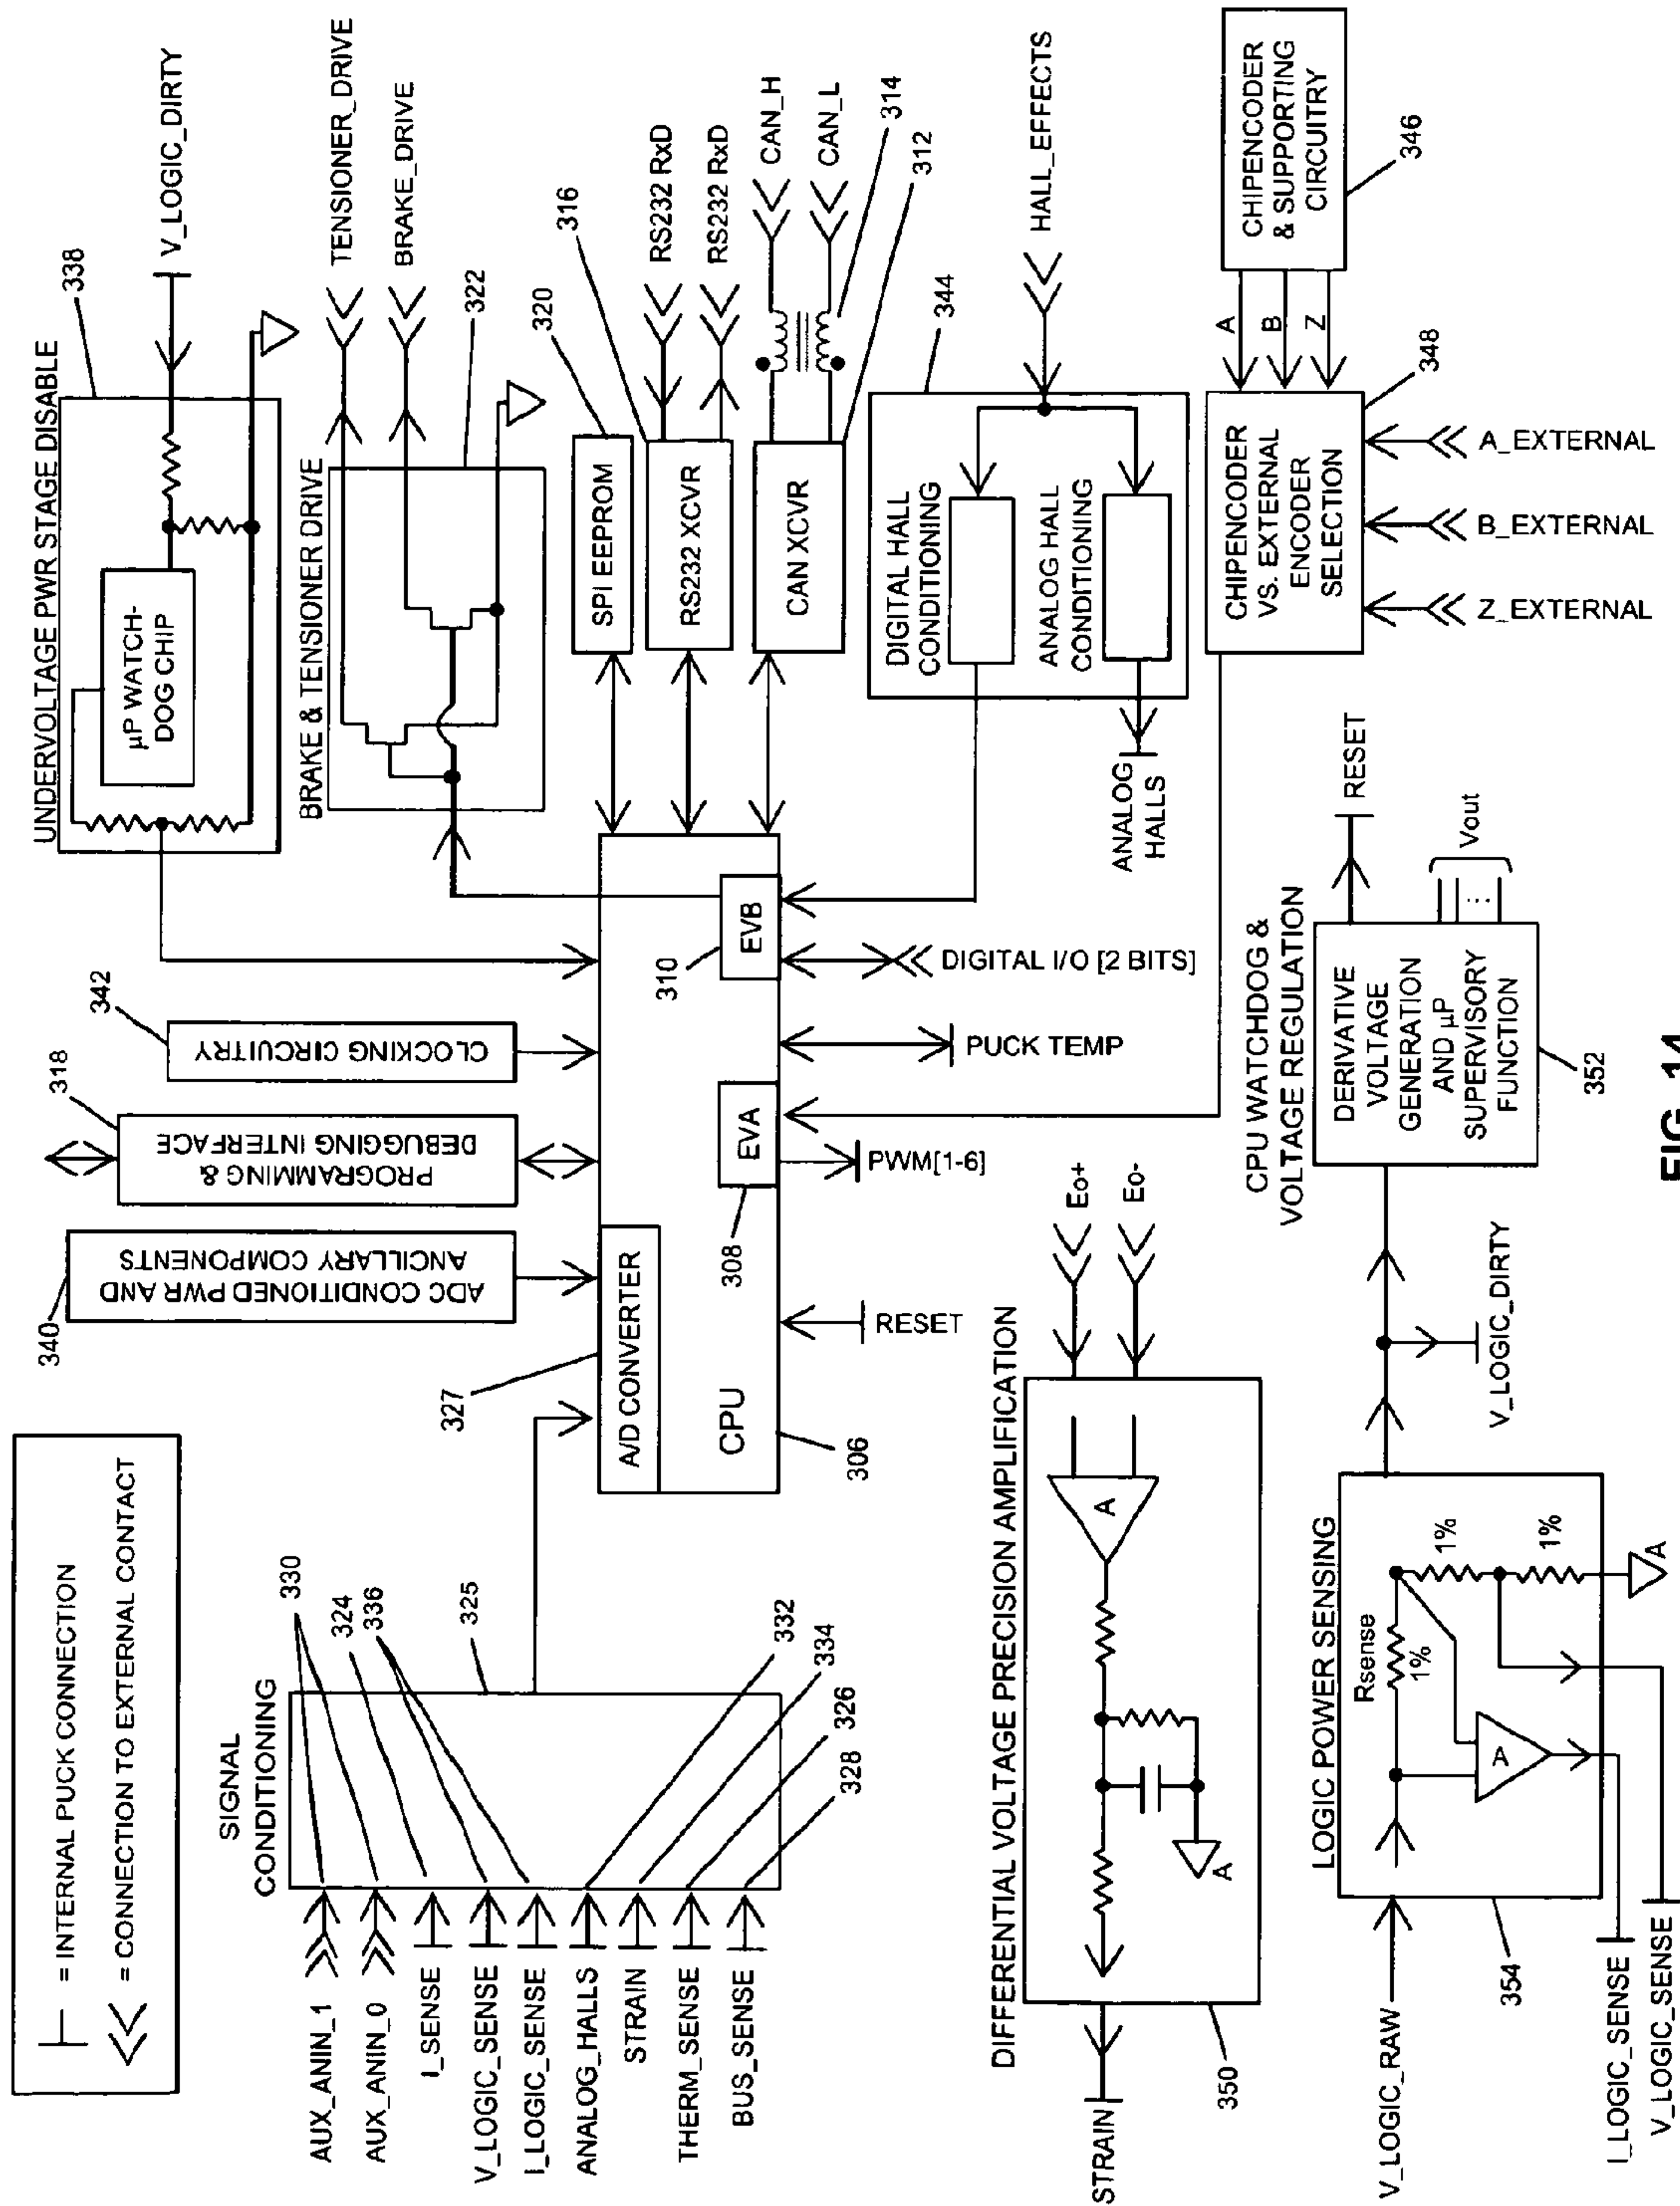 = INTERNAL PUCK CONNECTION
= CONNECTION TO EXTERNAL CONTACT
340
ADC CONDITIONED PWR AND
ANCILLARY COMPONENTS
318
PROGRAMMING &
DEBUGGING INTERFACE
342
CLOCKING CIRCUITRY
UNDERVOLTAGE PWR STAGE DISABLE
338
µP WATCH-
DOG CHIP
V_LOGIC_DIRTY
BRAKE & TENSIONER DRIVE
322
TENSIONER_DRIVE
BRAKE_DRIVE
SIGNAL
CONDITIONING
AUX_ANIN_1
AUX_ANIN_0
I_SENSE
V_LOGIC_SENSE
I_LOGIC_SENSE
ANALOG_HALLS
STRAIN
THERM_SENSE
BUS_SENSE
330
324
336
325
332
334
326
328
327
A/D CONVERTER
CPU
306
308
EVA
310
EVB
RESET
PWM[1-6]
PUCK TEMP
DIGITAL I/O [2 BITS]
320
SPI EEPROM
316
RS232 XCVR
RS232 RxD
RS232 RxD
CAN XCVR
CAN_H
CAN_L
314
312
344
DIGITAL HALL
CONDITIONING
ANALOG HALL
CONDITIONING
HALL_EFFECTS
ANALOG
HALLS
DIFFERENTIAL VOLTAGE PRECISION AMPLIFICATION
Eo+
Eo-
A
A
STRAIN
350
CHIPENCODER
VS. EXTERNAL
ENCODER
SELECTION
348
A
B
Z
CHIPENCODER
& SUPPORTING
CIRCUITRY
346
Z_EXTERNAL
B_EXTERNAL
A_EXTERNAL
LOGIC POWER SENSING
V_LOGIC_RAW
Rsense
1%
1%
1%
A
A
354
I_LOGIC_SENSE
V_LOGIC_SENSE
V_LOGIC_DIRTY
CPU WATCHDOG &
VOLTAGE REGULATION
DERIVATIVE
VOLTAGE
GENERATION
AND µP
SUPERVISORY
FUNCTION
352
RESET
Vout
FIG. 14